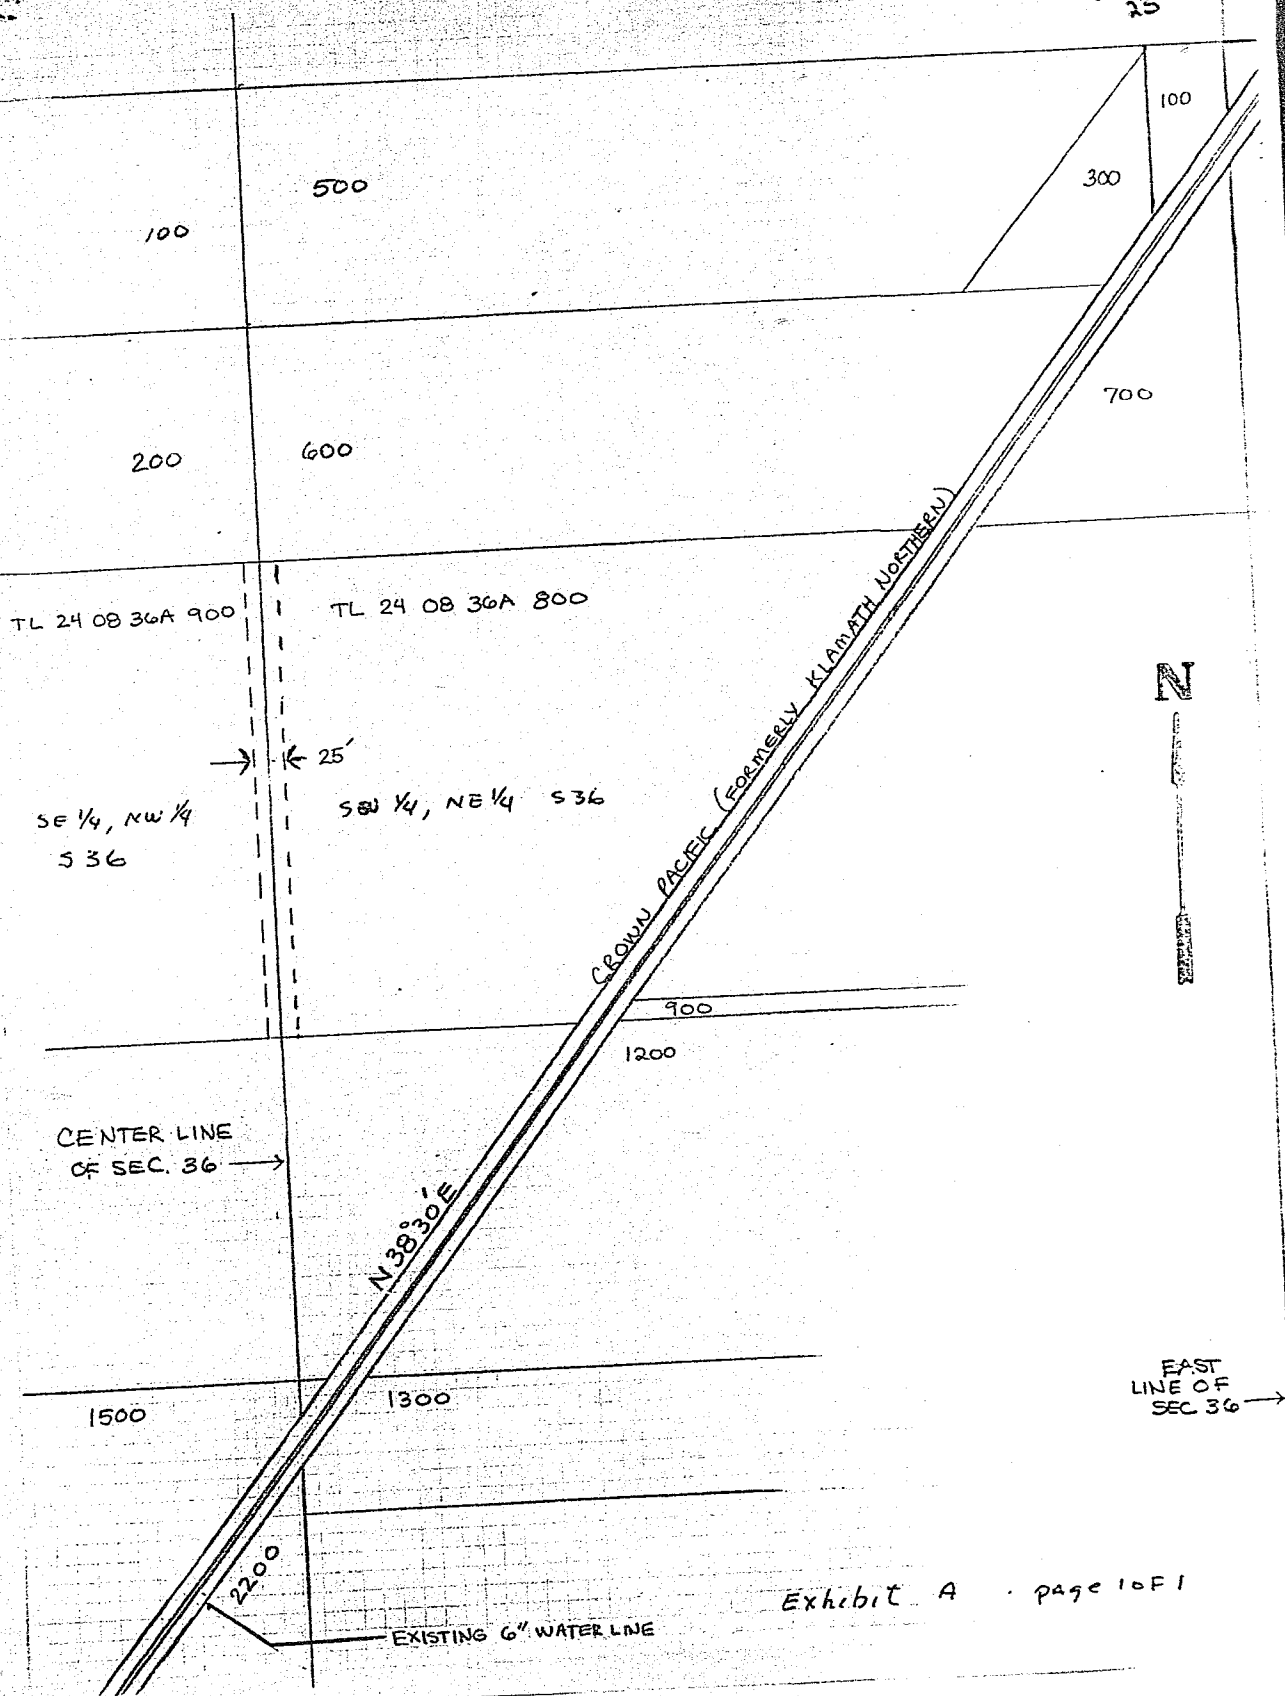 25
100
300
500
100
700
200
600
TL 24 08 36A 900
TL 24 08 36A 800
CROWN PACIFIC (FORMERLY KLAMATH NORTHERN)
N
25'
SE 1/4, NW 1/4
S 36
SW 1/4, NE 1/4 S36
900
1200
CENTER LINE
OF SEC. 36
N 38°30' E
1500
1300
EAST
LINE OF
SEC 36
2200
EXISTING 6" WATER LINE
Exhibit A . page 1 OF 1